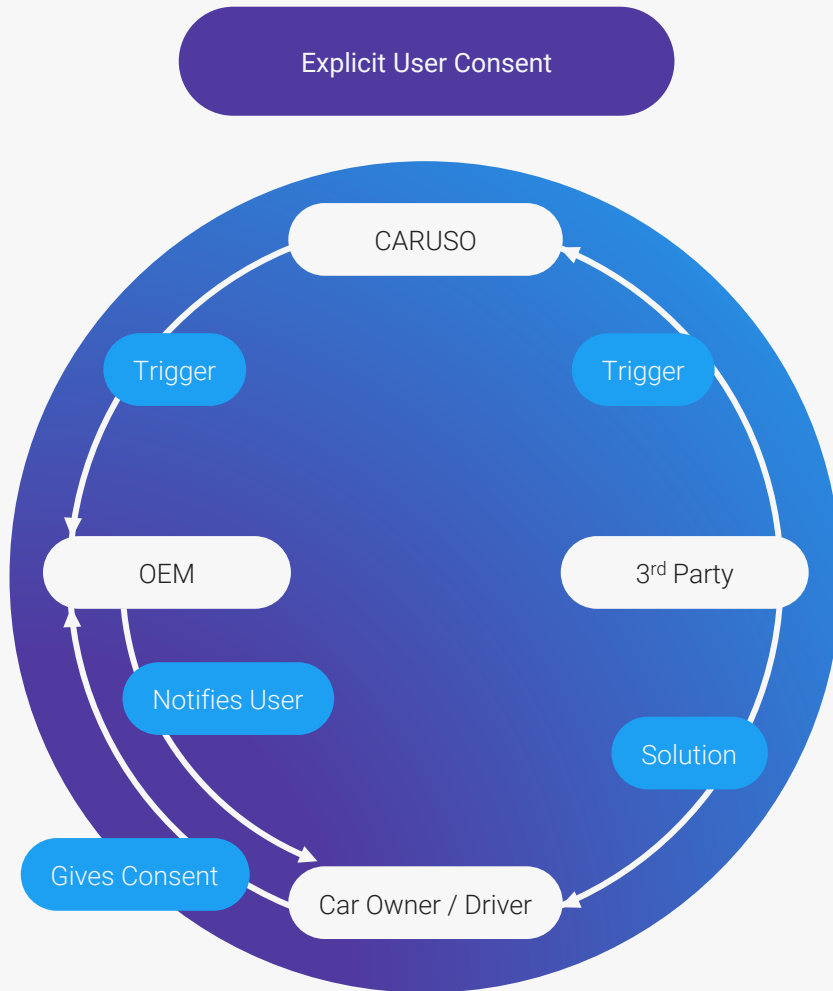 Explicit User Consent
CARUSO
Trigger
Trigger
OEM
3rd Party
Notifies User
Solution
Gives Consent
Car Owner / Driver